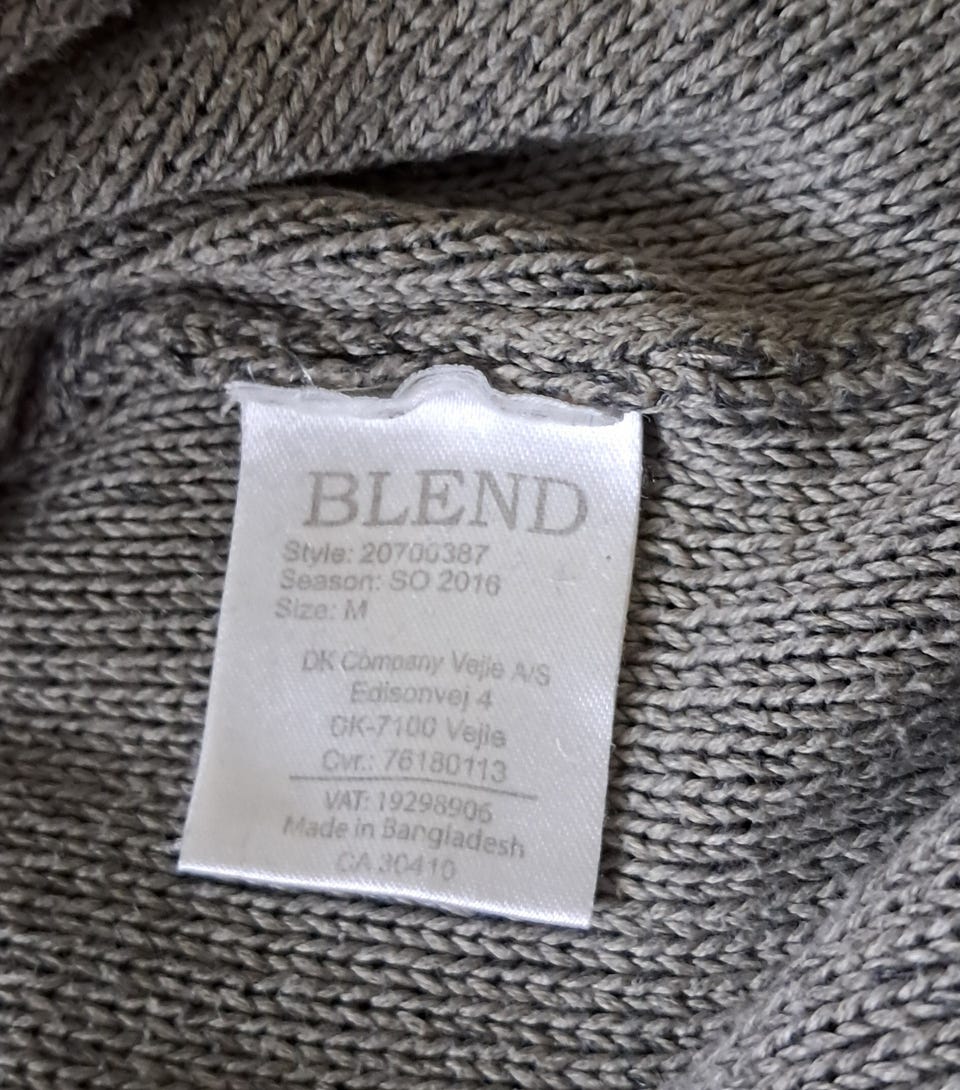 BLEND
Style: 20700387
Season: SO 2016
Size: M
DK Company Vejle A/S
Edisonvej 4
DK-7100 Vejle
Cvr.: 76180113
VAT: 19298906
Made in Bangladesh
CA 30410